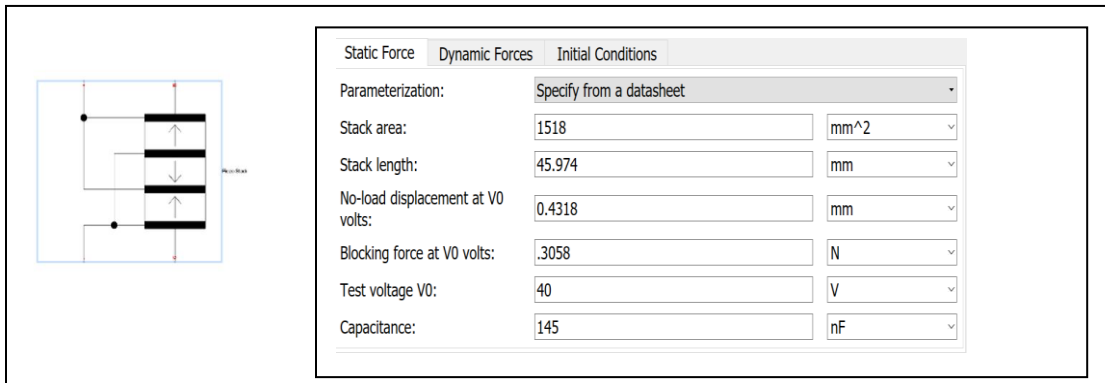 Static Force Dynamic Forces Initial Conditions
Parameterization: Specify from a datasheet
Stack area: 1518 mm^2
Stack length: 45.974 mm
No-load displacement at V0
volts: 0.4318 mm
Blocking force at V0 volts: .3058 N
Test voltage V0: 40 V
Capacitance: 145 nF